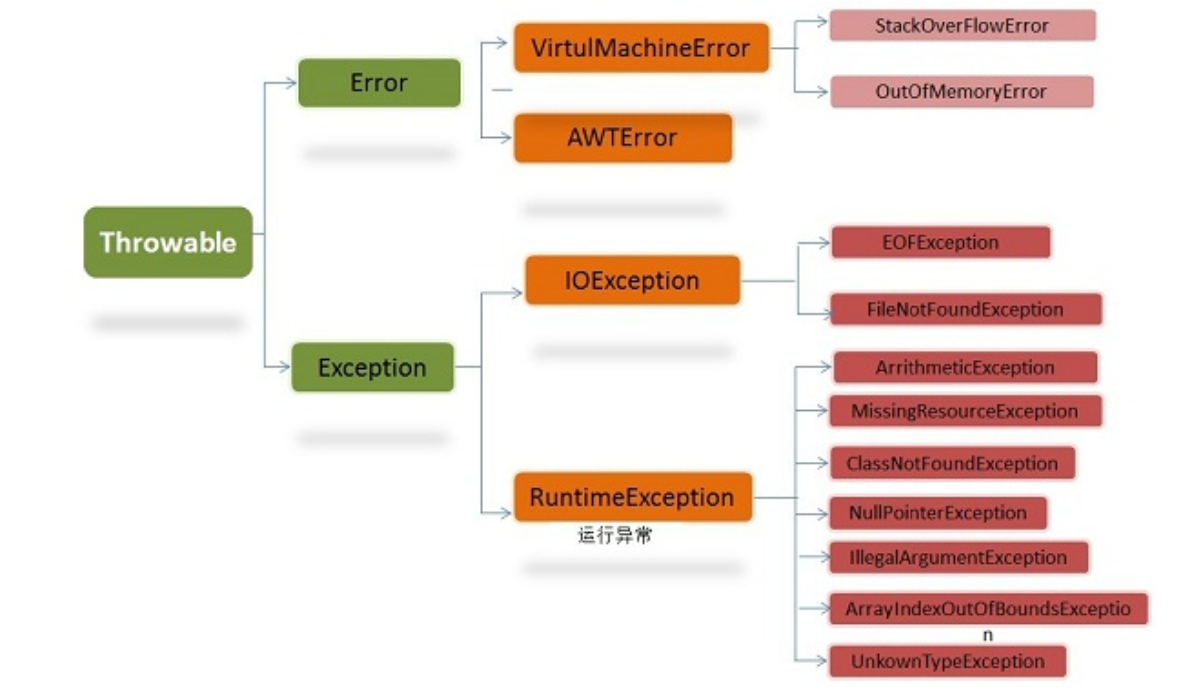 Throwable
Error
VirtulMachineError
StackOverFlowError
OutOfMemoryError
AWTError
Exception
IOException
EOFException
FileNotFoundException
RuntimeException
运行异常
ArrithmeticException
MissingResourceException
ClassNotFoundException
NullPointerException
IllegalArgumentException
ArrayIndexOutOfBoundsExceptio
n
UnkownTypeException